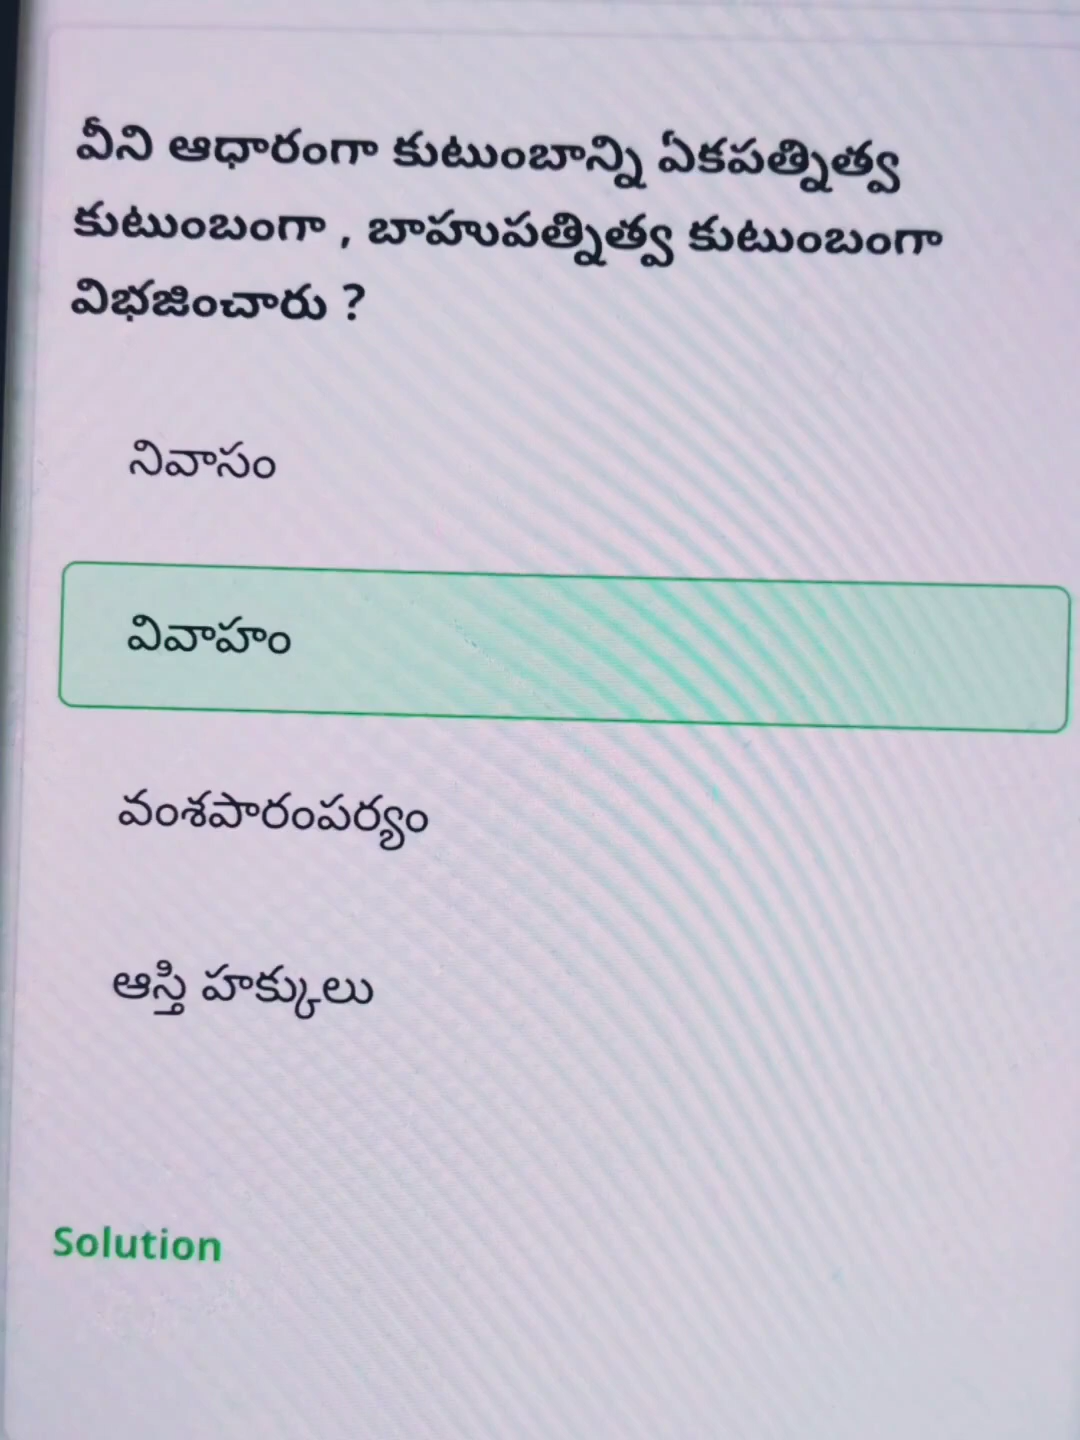 వీని ఆధారంగా కుటుంబాన్ని ఏకపత్నిత్వ
కుటుంబంగా , బాహుపత్నిత్వ కుటుంబంగా
విభజించారు ?
నివాసం
వివాహం
వంశపారంపర్యం
ఆస్తి హక్కులు
Solution